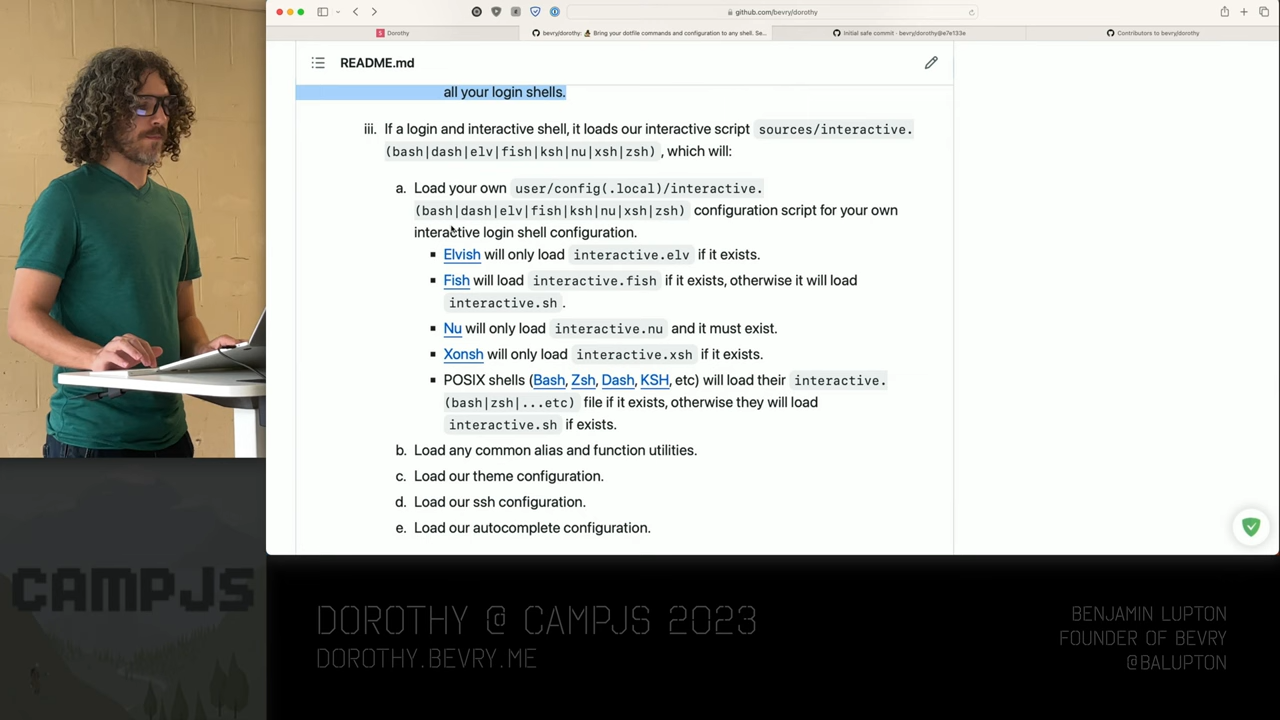 github.com/bevry/dorothy
Dorothy
bevry/dorothy: Bring your dotfile commands and configuration to any shell. Se...
Initial safe commit · bevry/dorothy@e7e133e
Contributors to bevry/dorothy
README.md
all your login shells.
iii. If a login and interactive shell, it loads our interactive script sources/interactive.
(bash|dash|elv|fish|ksh|nu|xsh|zsh), which will:
a. Load your own user/config(.local)/interactive.
(bash|dash|elv|fish|ksh|nu|xsh|zsh) configuration script for your own
interactive login shell configuration.
▪ Elvish will only load interactive.elv if it exists.
▪ Fish will load interactive.fish if it exists, otherwise it will load
interactive.sh.
▪ Nu will only load interactive.nu and it must exist.
▪ Xonsh will only load interactive.xsh if it exists.
▪ POSIX shells (Bash, Zsh, Dash, KSH, etc) will load their interactive.
(bash|zsh|...etc) file if it exists, otherwise they will load
interactive.sh if exists.
b. Load any common alias and function utilities.
c. Load our theme configuration.
d. Load our ssh configuration.
e. Load our autocomplete configuration.
CAMPJS
DOROTHY @ CAMPJS 2023
DOROTHY.BEVRY.ME
BENJAMIN LUPTON
FOUNDER OF BEVRY
@BALUPTON